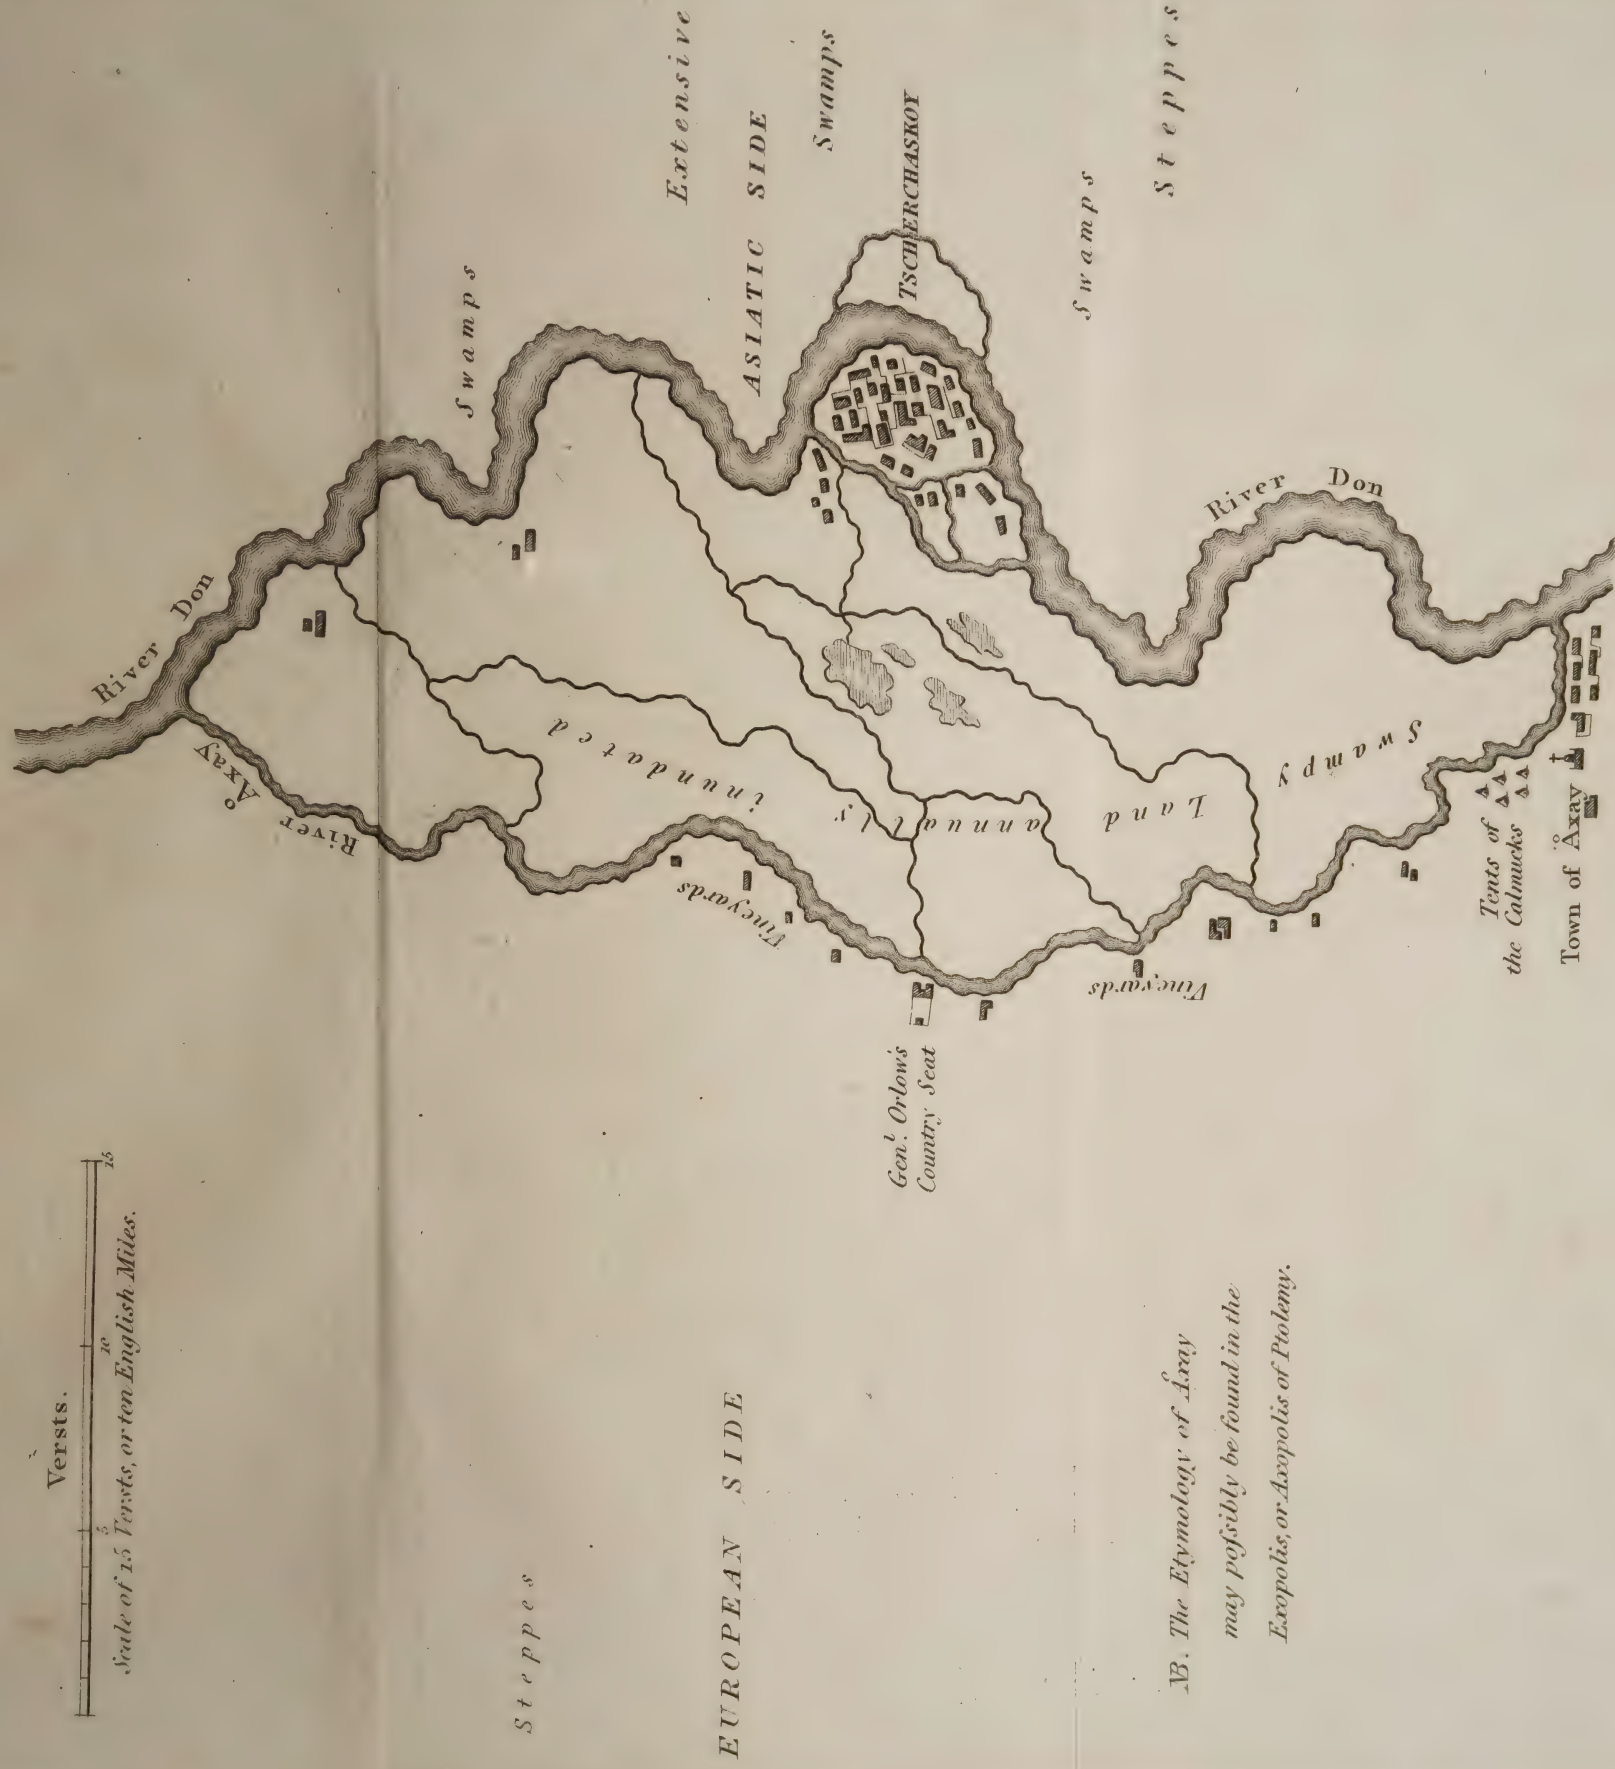 Versts.
5 10 15
Scale of 15 Versts, or ten English Miles.
River Don
River Åxay
Swamps
Steppes
Extensive
EUROPEAN SIDE
ASIATIC SIDE
Swamps
TSCHERCHASKOY
inundated
annually
Vineyards
Genl. Orlow's
Country Seat
Swamps
Steppes
Land
Swampy
Vineyards
River Don
NB. The Etymology of Åxay
may poſsibly be found in the
Exopolis, or Axopolis of Ptolemy.
Tents of
the Calmucks
Town of Åxay